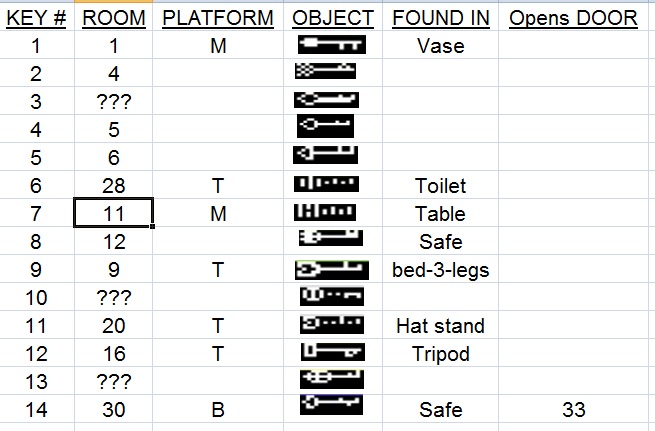 KEY # ROOM PLATFORM OBJECT FOUND IN Opens DOOR
1 1 M Vase
2 4
3 ???
4 5
5 6
6 28 T Toilet
7 11 M Table
8 12 Safe
9 9 T bed-3-legs
10 ???
11 20 T Hat stand
12 16 T Tripod
13 ???
14 30 B Safe 33